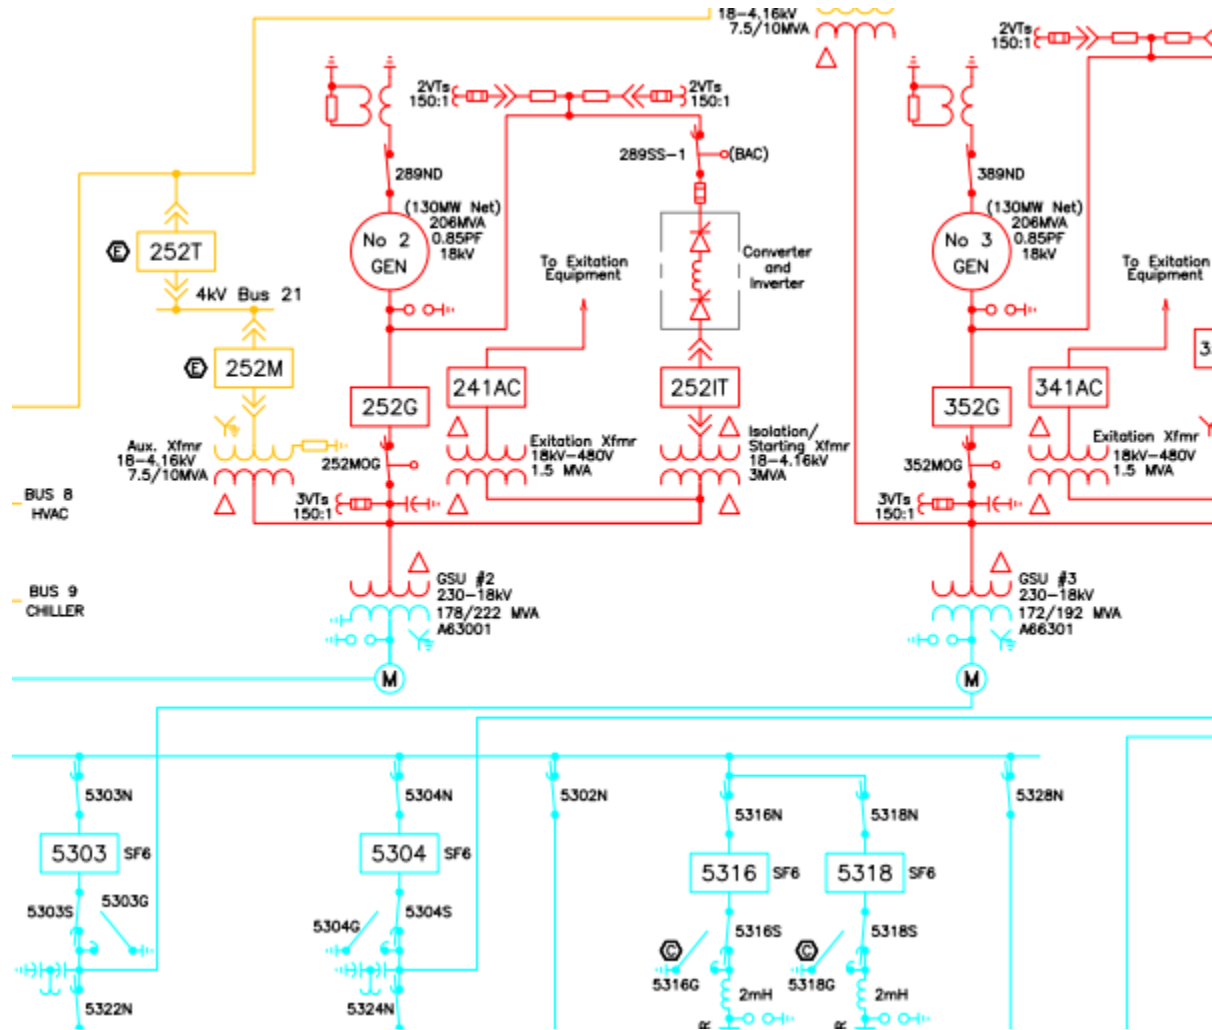 18-4.16kV
7.5/10MVA
2VTs
150:1
2VTs
150:1
2VTs
150:1
289SS-1
(BAC)
289ND
389ND
(130MW Net)
206MVA
0.85PF
18kV
No 2
GEN
(130MW Net)
206MVA
0.85PF
18kV
No 3
GEN
E
252T
To Exitation
Equipment
Converter
and
Inverter
To Exitation
Equipment
4kV Bus 21
E
252M
241AC
252IT
341AC
252G
352G
Aux. Xfmr
18-4.16kV
7.5/10MVA
252MOG
Exitation Xfmr
18kV-480V
1.5 MVA
Isolation/
Starting Xfmr
18-4.16kV
3MVA
352MOG
Exitation Xfmr
18kV-480V
1.5 MVA
BUS 8
HVAC
3VTs
150:1
3VTs
150:1
BUS 9
CHILLER
GSU #2
230-18kV
178/222 MVA
A63001
GSU #3
230-18kV
172/192 MVA
A66301
M
M
5303N
5304N
5302N
5316N
5318N
5328N
5303
SF6
5304
SF6
5316
SF6
5318
SF6
5303S
5303G
5304G
5304S
5316S
5318S
C
C
5316G
5318G
2mH
2mH
5322N
5324N